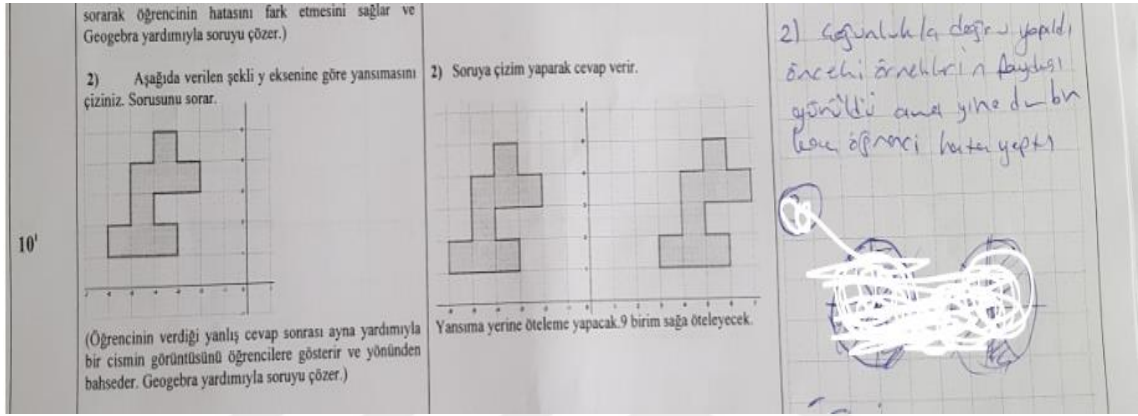 sorarak öğrencinin hatasını fark etmesini sağlar ve
Geogebra yardımıyla soruyu çözer.)
2) Aşağıda verilen şekli y eksenine göre yansımasını
çiziniz. Sorusunu sorar.
10'
(Öğrencinin verdiği yanlış cevap sonrası ayna yardımıyla
bir cismin görüntüsünü öğrencilere gösterir ve yönünden
bahseder. Geogebra yardımıyla soruyu çözer.)
2) Soruya çizim yaparak cevap verir.
Yansıma yerine öteleme yapacak.9 birim sağa öteleyecek.
2) Çoğunlukla doğru yapıldı
önceki örneklerin faydası
görüldü ama yine de bir
öğrenci hata yaptı